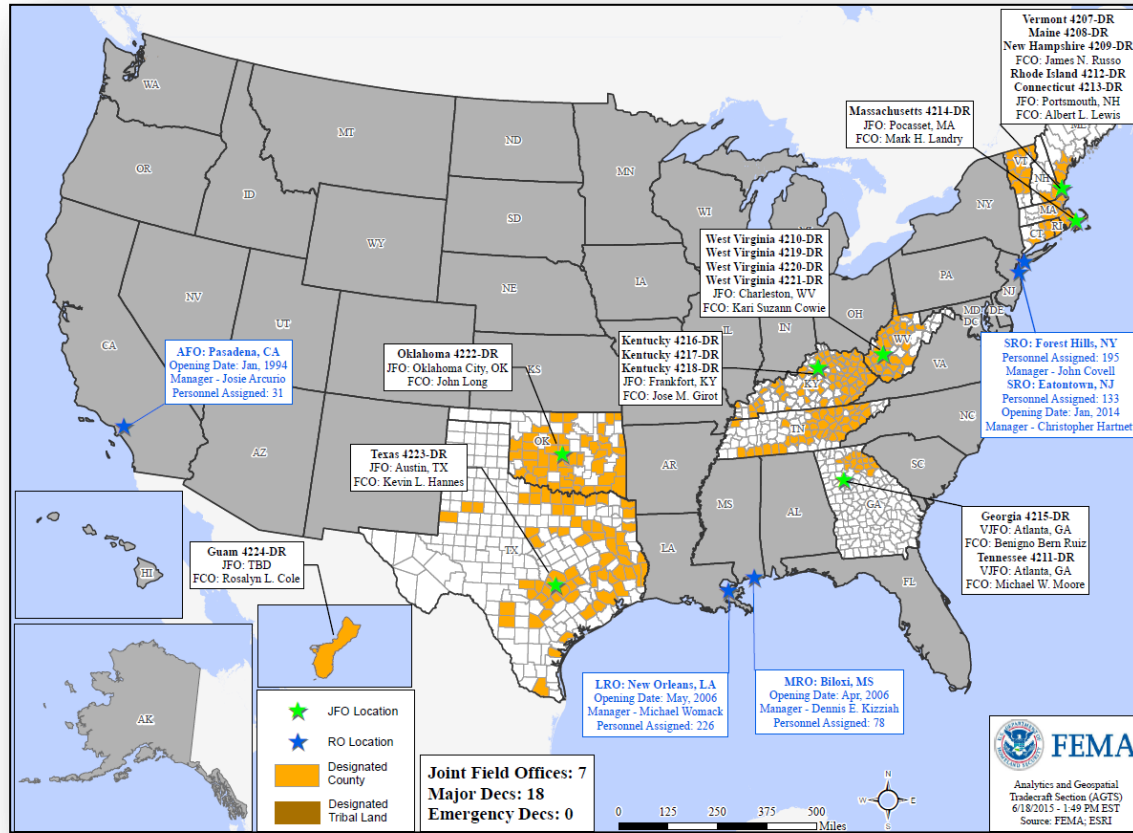 Vermont 4207-DR
Maine 4208-DR
New Hampshire 4209-DR
FCO: James N. Russo
Rhode Island 4212-DR
Connecticut 4213-DR
JFO: Portsmouth, NH
FCO: Albert L. Lewis
Massachusetts 4214-DR
JFO: Pocasset, MA
FCO: Mark H. Landry
West Virginia 4210-DR
West Virginia 4219-DR
West Virginia 4220-DR
West Virginia 4221-DR
JFO: Charleston, WV
FCO: Kari Suzann Cowie
Kentucky 4216-DR
Kentucky 4217-DR
Kentucky 4218-DR
JFO: Frankfort, KY
FCO: Jose M. Girot
Oklahoma 4222-DR
JFO: Oklahoma City, OK
FCO: John Long
AFO: Pasadena, CA
Opening Date: Jan, 1994
Manager - Josie Arcurio
Personnel Assigned: 31
SRO: Forest Hills, NY
Personnel Assigned: 195
Manager - John Covell
SRO: Eatontown, NJ
Personnel Assigned: 133
Opening Date: Jan, 2014
Manager - Christopher Hartnet
Texas 4223-DR
JFO: Austin, TX
FCO: Kevin L. Hannes
Georgia 4215-DR
VJFO: Atlanta, GA
FCO: Benigno Bern Ruiz
Tennessee 4211-DR
VJFO: Atlanta, GA
FCO: Michael W. Moore
Guam 4224-DR
JFO: TBD
FCO: Rosalyn L. Cole
LRO: New Orleans, LA
Opening Date: May, 2006
Manager - Michael Womack
Personnel Assigned: 226
MRO: Biloxi, MS
Opening Date: Apr, 2006
Manager - Dennis E. Kizziah
Personnel Assigned: 78
WA
MT
ND
MN
OR
ID
SD
WI
WY
NY
VT
NH
MA
RI
CT
IA
NE
PA
NJ
NV
UT
IL
IN
OH
MD
DE
DC
WV
VA
CA
KS
KY
NC
TN
OK
AZ
AR
SC
MS
AL
GA
TX
LA
FL
HI
AK
JFO Location
RO Location
Designated
County
Designated
Tribal Land
Joint Field Offices: 7
Major Decs: 18
Emergency Decs: 0
0 125 250 375 500
Miles
N
W
E
S
U.S. DEPARTMENT OF
HOMELAND SECURITY
FEMA
Analytics and Geospatial
Tradecraft Section (AGTS)
6/18/2015 - 1:49 PM EST
Source: FEMA; ESRI